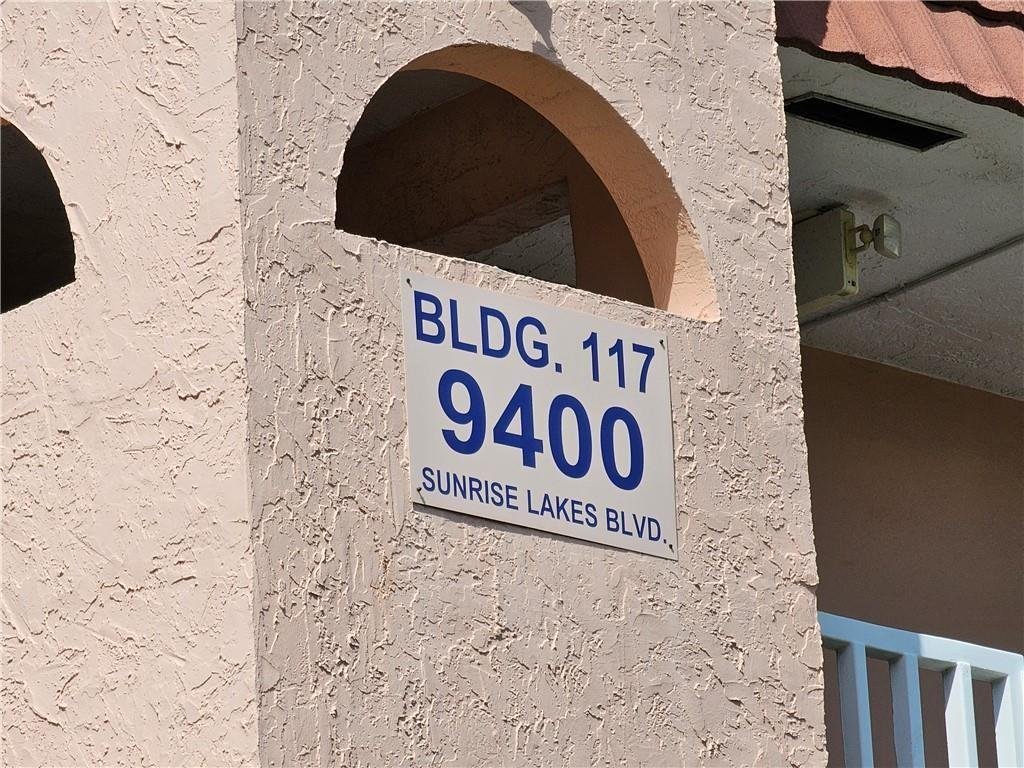 BLDG. 117
9400
SUNRISE LAKES BLVD.